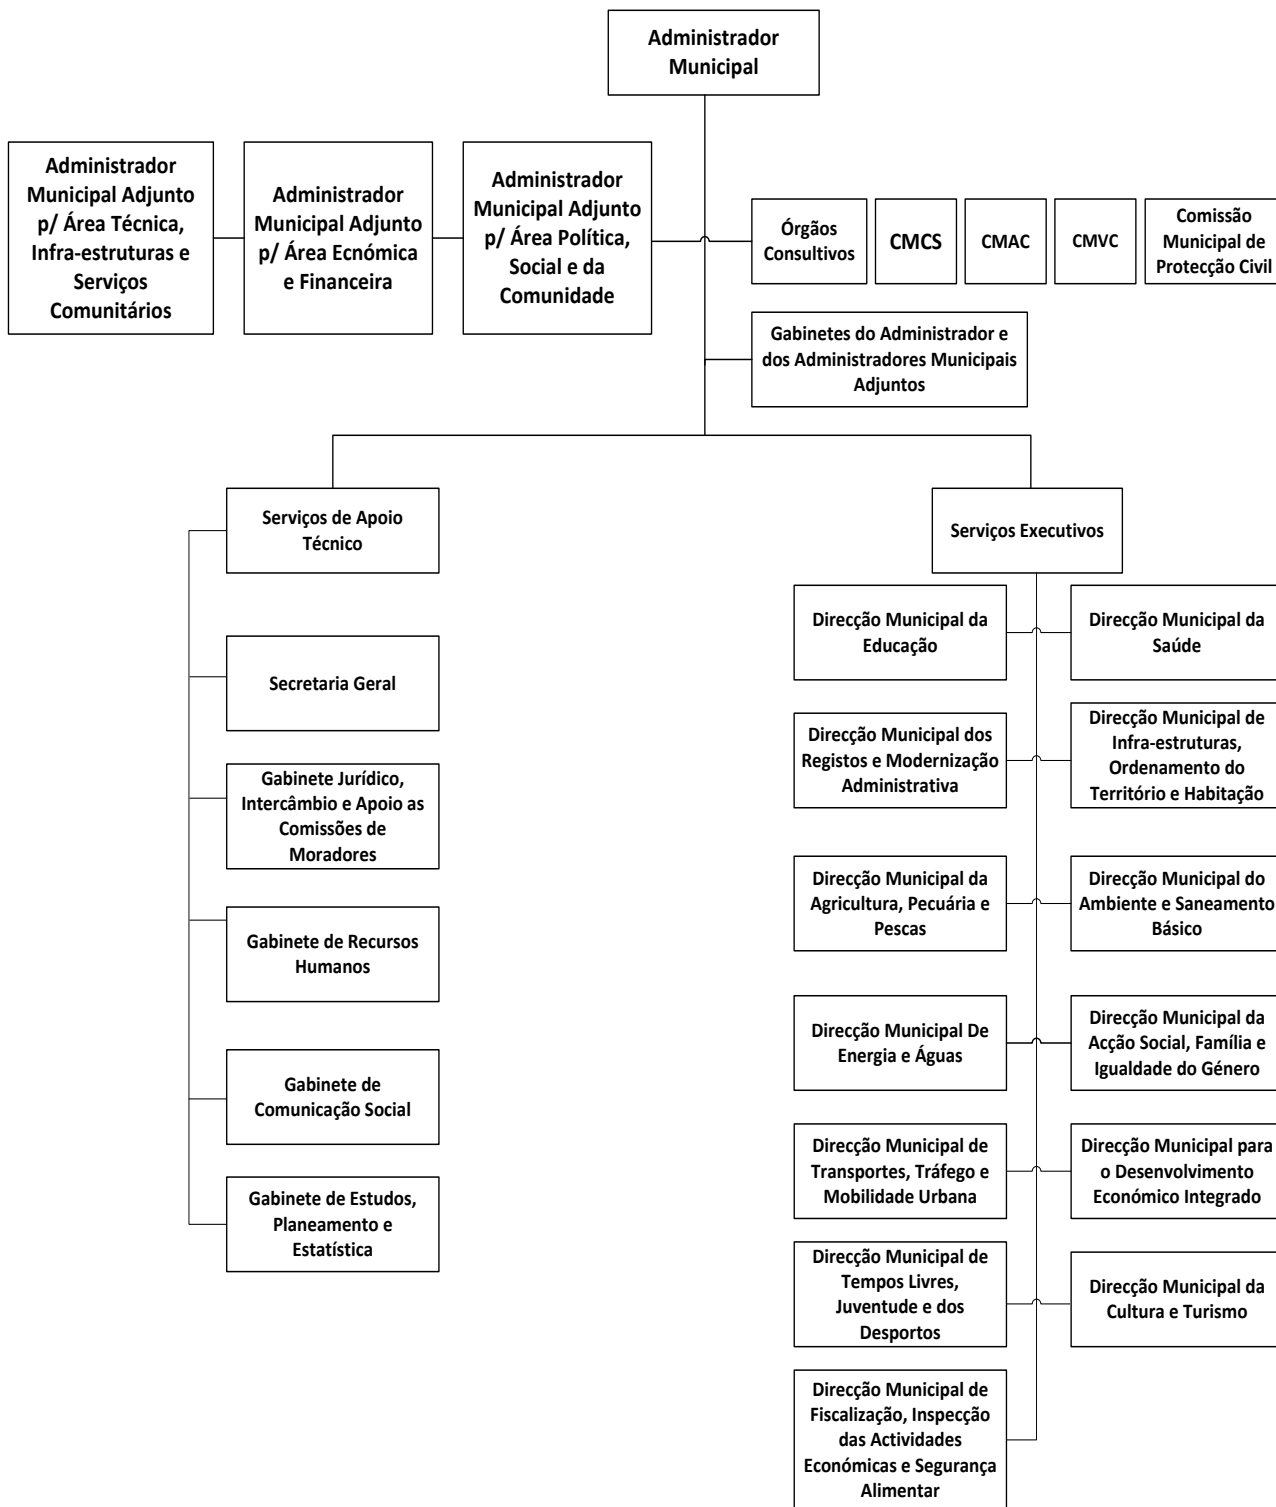 Administrador
Municipal
Administrador
Municipal Adjunto
p/ Área Técnica,
Infra-estruturas e
Serviços
Comunitários
Administrador
Municipal Adjunto
p/ Área Ecnómica
e Financeira
Administrador
Municipal Adjunto
p/ Área Política,
Social e da
Comunidade
Órgãos
Consultivos
CMCS
CMAC
CMVC
Comissão
Municipal de
Protecção Civil
Gabinetes do Administrador e
dos Administradores Municipais
Adjuntos
Serviços de Apoio
Técnico
Secretaria Geral
Gabinete Jurídico,
Intercâmbio e Apoio as
Comissões de
Moradores
Gabinete de Recursos
Humanos
Gabinete de
Comunicação Social
Gabinete de Estudos,
Planeamento e
Estatística
Serviços Executivos
Direcção Municipal da
Educação
Direcção Municipal da
Saúde
Direcção Municipal dos
Registos e Modernização
Administrativa
Direcção Municipal de
Infra-estruturas,
Ordenamento do
Território e Habitação
Direcção Municipal da
Agricultura, Pecuária e
Pescas
Direcção Municipal do
Ambiente e Saneamento
Básico
Direcção Municipal De
Energia e Águas
Direcção Municipal da
Acção Social, Família e
Igualdade do Género
Direcção Municipal de
Transportes, Tráfego e
Mobilidade Urbana
Direcção Municipal para
o Desenvolvimento
Económico Integrado
Direcção Municipal de
Tempos Livres,
Juventude e dos
Desportos
Direcção Municipal da
Cultura e Turismo
Direcção Municipal de
Fiscalização, Inspecção
das Actividades
Económicas e Segurança
Alimentar